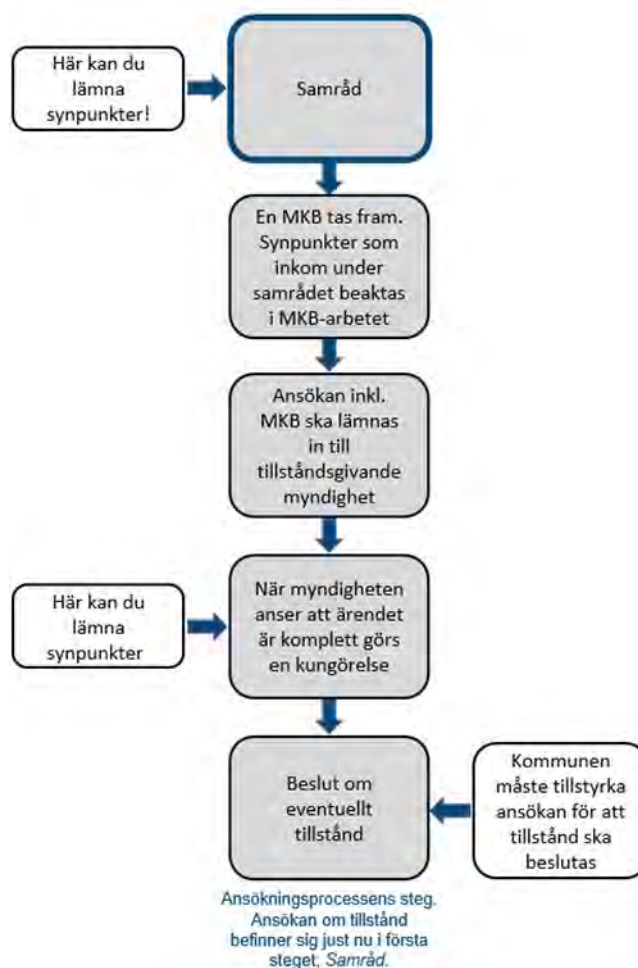 Här kan du
lämna
synpunkter!
Samråd
En MKB tas fram.
Synpunkter som
inkom under
samrådet beaktas
i MKB-arbetet
Ansökan inkl.
MKB ska lämnas
in till
tillståndsgivande
myndighet
Här kan du
lämna
synpunkter
När myndigheten
anser att ärendet
är komplett görs
en kungörelse
Beslut om
eventuellt
tillstånd
Kommunen
måste tillstyrka
ansökan för att
tillstånd ska
beslutas
Ansökningsprocessens steg.
Ansökan om tillstånd
befinner sig just nu i första
steget, Samråd.